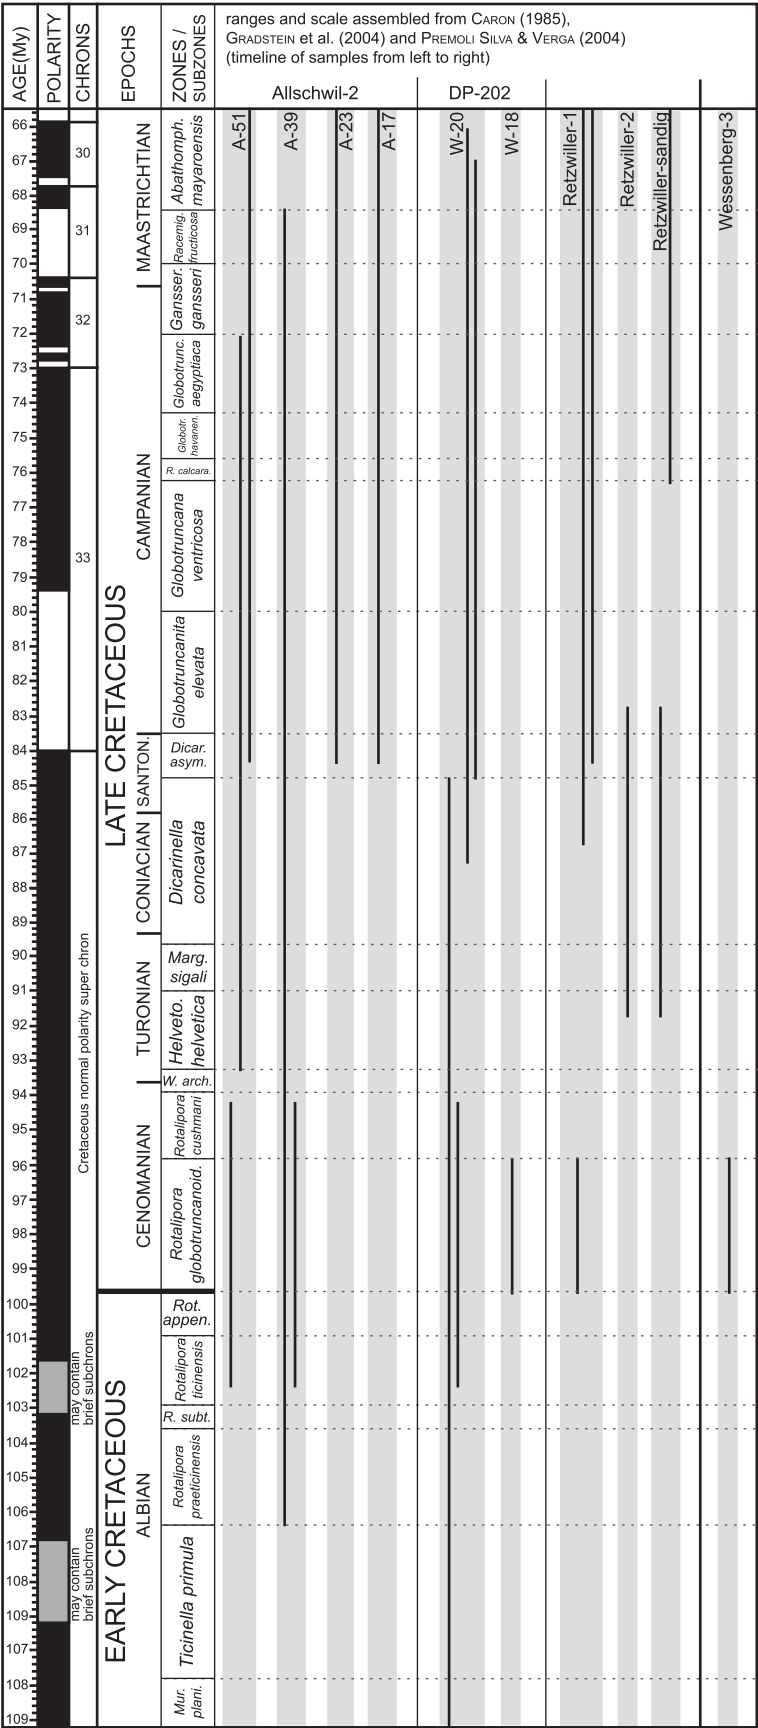 ranges and scale assembled from CARON (1985),
GRADSTEIN et al. (2004) and PREMOLI SILVA & VERGA (2004)
(timeline of samples from left to right)
AGE(My)
POLARITY
CHRONS
EPOCHS
ZONES /
SUBZONES
Allschwil-2
DP-202
A-51
A-39
A-23
A-17
W-20
W-18
Retzwiller-1
Retzwiller-2
Retzwiller-sandig
Wessenberg-3
66
67
68
69
70
71
72
73
74
75
76
77
78
79
80
81
82
83
84
85
86
87
88
89
90
91
92
93
94
95
96
97
98
99
100
101
102
103
104
105
106
107
108
109
107
108
109
30
31
32
33
Cretaceous normal polarity super chron
may contain
brief subchrons
may contain
brief subchrons
LATE CRETACEOUS
EARLY CRETACEOUS
MAASTRICHTIAN
CAMPANIAN
SANTON.
CONIACIAN
TURONIAN
CENOMANIAN
ALBIAN
Abathomph.
mayaroensis
Racemig.
fructicosa
Gansser.
gansseri
Globotrunc.
aegyptiaca
Globotr.
havanen.
R. calcara.
Globotruncana
ventricosa
Globotruncanita
elevata
Dicar.
asym.
Dicarinella
concavata
Marg.
sigali
Helveto.
helvetica
W. arch.
Rotalipora
cushmani
Rotalipora
globotruncanoid.
Rot.
appen.
Rotalipora
ticinensis
R. subt.
Rotalipora
praeticinensis
Ticinella primula
Mur.
plani.